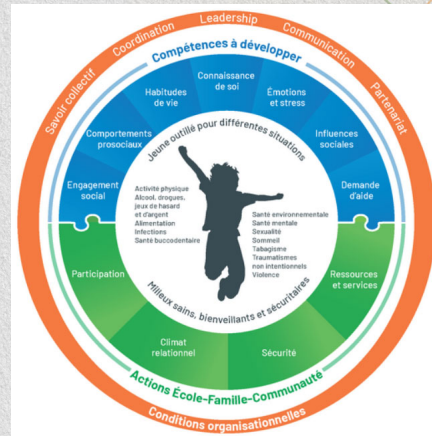 Savoir collectif
Coordination
Leadership
Communication
Partenariat
Compétences à développer
Engagement
social
Comportements
prosociaux
Habitudes
de vie
Connaissance
de soi
Émotions
et stress
Influences
sociales
Demande
d'aide
Jeune outillé pour différentes situations
Activité physique
Alcool, drogues,
jeux de hasard
et d'argent
Alimentation
Infections
Santé buccodentaire
Santé environnementale
Santé mentale
Sexualité
Sommeil
Tabagisme
Traumatismes
non intentionnels
Violence
Milieux sains, bienveillants et sécuritaires
Participation
Climat
relationnel
Sécurité
Ressources
et services
Actions École-Famille-Communauté
Conditions organisationnelles